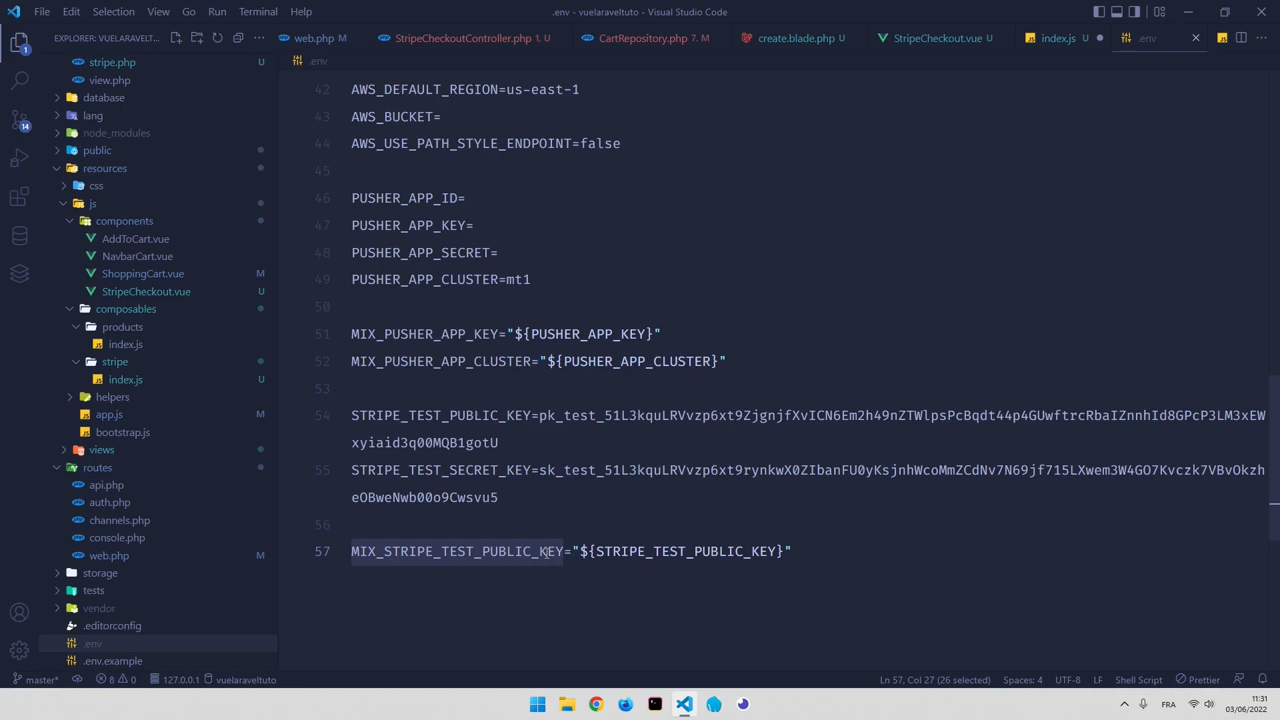 File Edit Selection View Go Run Terminal Help
.env - vuelaraveltuto - Visual Studio Code
EXPLORER: VUELARAVELT...
web.php M
StripeCheckoutController.php 1, U
CartRepository.php 7, M
create.blade.php U
StripeCheckout.vue U
index.js U
.env
.env
stripe.php U
view.php
database
lang
node_modules
public
resources
css
js
components
AddToCart.vue
NavbarCart.vue
ShoppingCart.vue M
StripeCheckout.vue U
composables
products
index.js
stripe
index.js U
helpers
app.js M
bootstrap.js
views
routes
api.php
auth.php
channels.php
console.php
web.php M
storage
tests
vendor
.editorconfig
.env
.env.example
1
14
42 AWS_DEFAULT_REGION=us-east-1
43 AWS_BUCKET=
44 AWS_USE_PATH_STYLE_ENDPOINT=false
45
46 PUSHER_APP_ID=
47 PUSHER_APP_KEY=
48 PUSHER_APP_SECRET=
49 PUSHER_APP_CLUSTER=mt1
50
51 MIX_PUSHER_APP_KEY="${PUSHER_APP_KEY}"
52 MIX_PUSHER_APP_CLUSTER="${PUSHER_APP_CLUSTER}"
53
54 STRIPE_TEST_PUBLIC_KEY=pk_test_51L3kquLRVvzp6xt9ZjgnjfXvICN6Em2h49nZTWlpsPcBqdt44p4GUwftrcRbaIZnnhId8GPcP3LM3xEW
xyiaid3q00MQB1gotU
55 STRIPE_TEST_SECRET_KEY=sk_test_51L3kquLRVvzp6xt9rynkwX0ZIbanFU0yKsjnhWcoMmZCdNv7N69jf715LXwem3W4GO7Kvczk7VBvOkzh
eOBweNwb00o9Cwsvu5
56
57 MIX_STRIPE_TEST_PUBLIC_KEY="${STRIPE_TEST_PUBLIC_KEY}"
master* 8 0 127.0.0.1 vuelaraveltuto
Ln 57, Col 27 (26 selected) Spaces: 4 UTF-8 LF Shell Script Prettier
FRA
11:31
03/06/2022